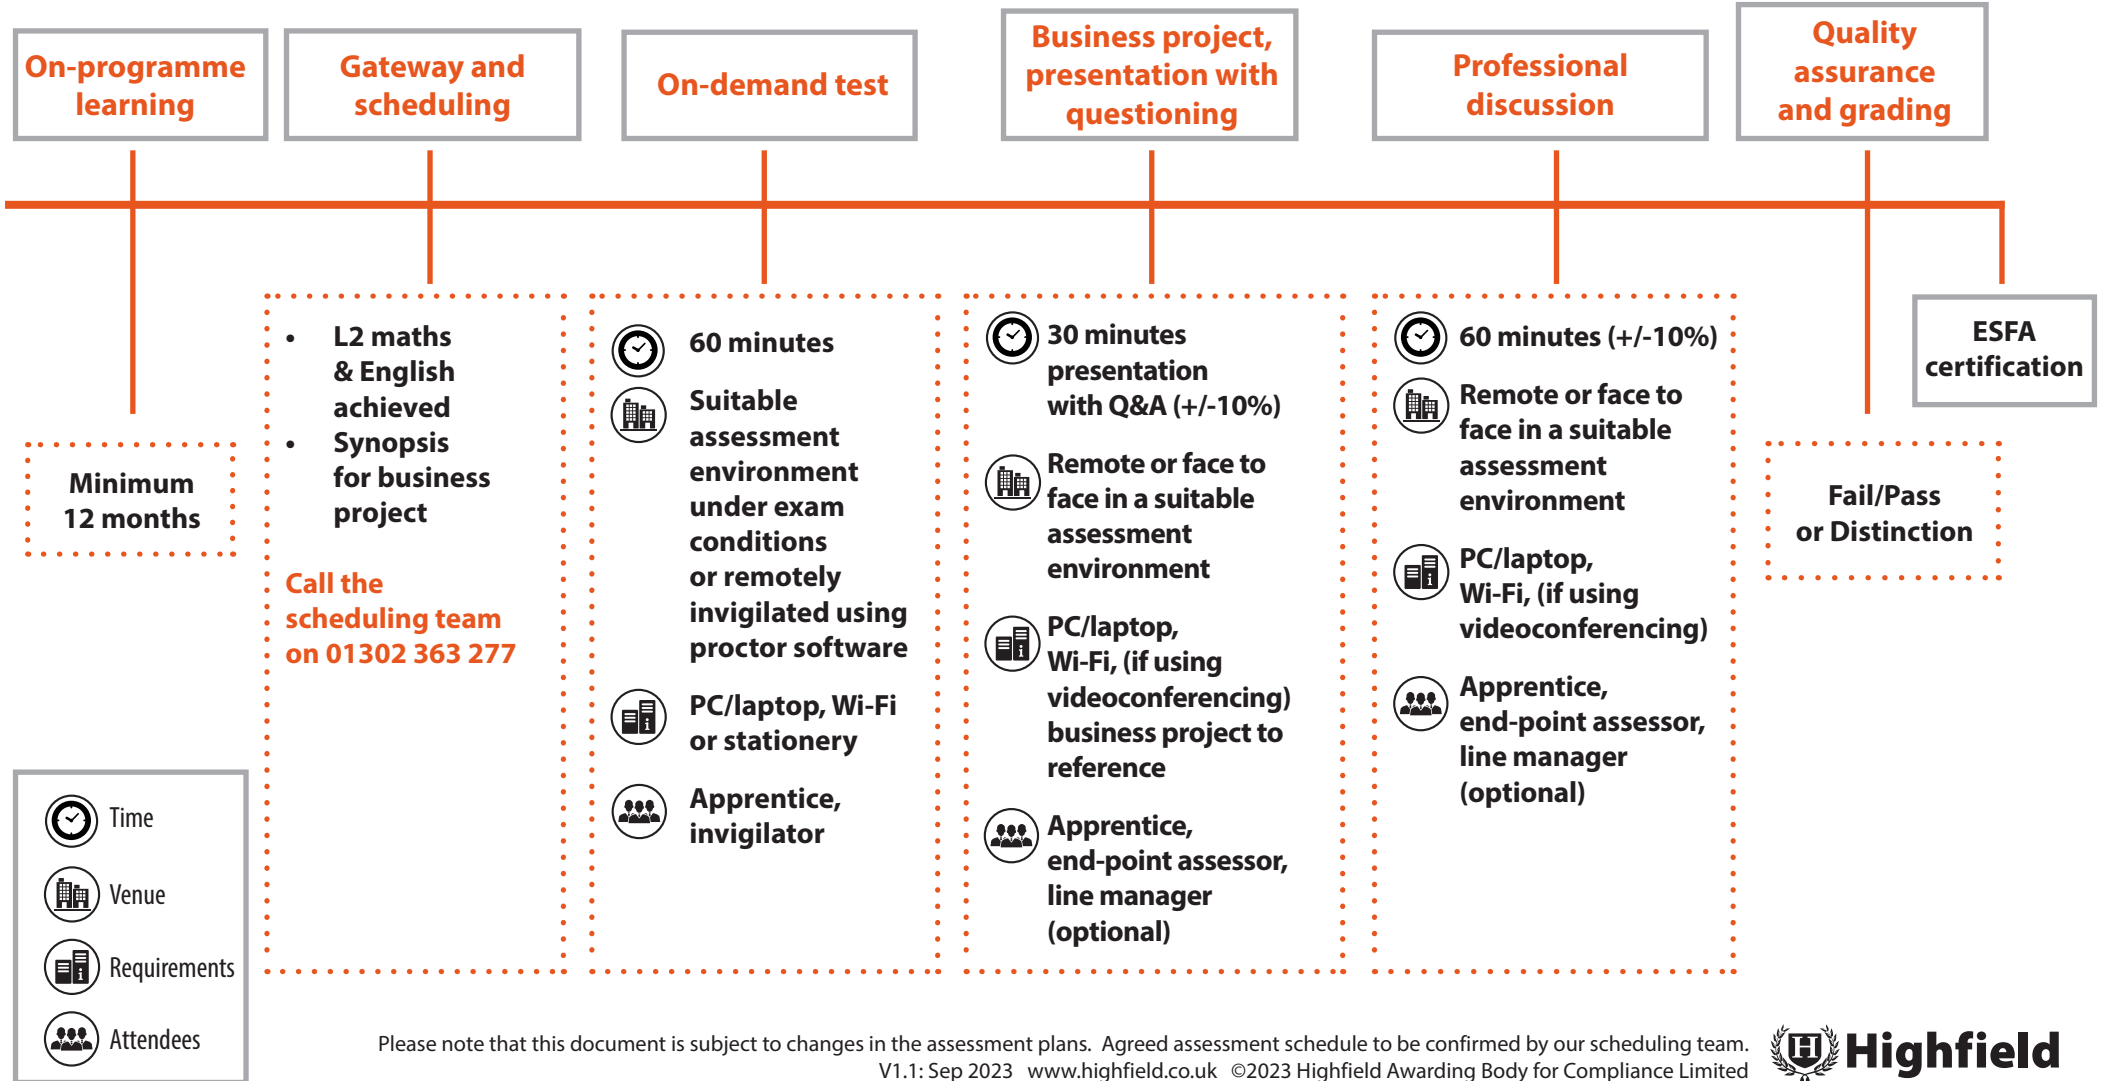 On-programme
learning
Gateway and
scheduling
On-demand test
Business project,
presentation with
questioning
Professional
discussion
Quality
assurance
and grading
Minimum
12 months
• L2 maths
& English
achieved
• Synopsis
for business
project
Call the
scheduling team
on 01302 363 277
60 minutes
Suitable
assessment
environment
under exam
conditions
or remotely
invigilated using
proctor software
PC/laptop, Wi-Fi
or stationery
Apprentice,
invigilator
30 minutes
presentation
with Q&A (+/-10%)
Remote or face to
face in a suitable
assessment
environment
PC/laptop,
Wi-Fi, (if using
videoconferencing)
business project to
reference
Apprentice,
end-point assessor,
line manager
(optional)
60 minutes (+/-10%)
Remote or face to
face in a suitable
assessment
environment
PC/laptop,
Wi-Fi, (if using
videoconferencing)
Apprentice,
end-point assessor,
line manager
(optional)
Fail/Pass
or Distinction
ESFA
certification
Time
Venue
Requirements
Attendees
Please note that this document is subject to changes in the assessment plans. Agreed assessment schedule to be confirmed by our scheduling team.
V1.1: Sep 2023 www.highfield.co.uk ©2023 Highfield Awarding Body for Compliance Limited
H Highfield